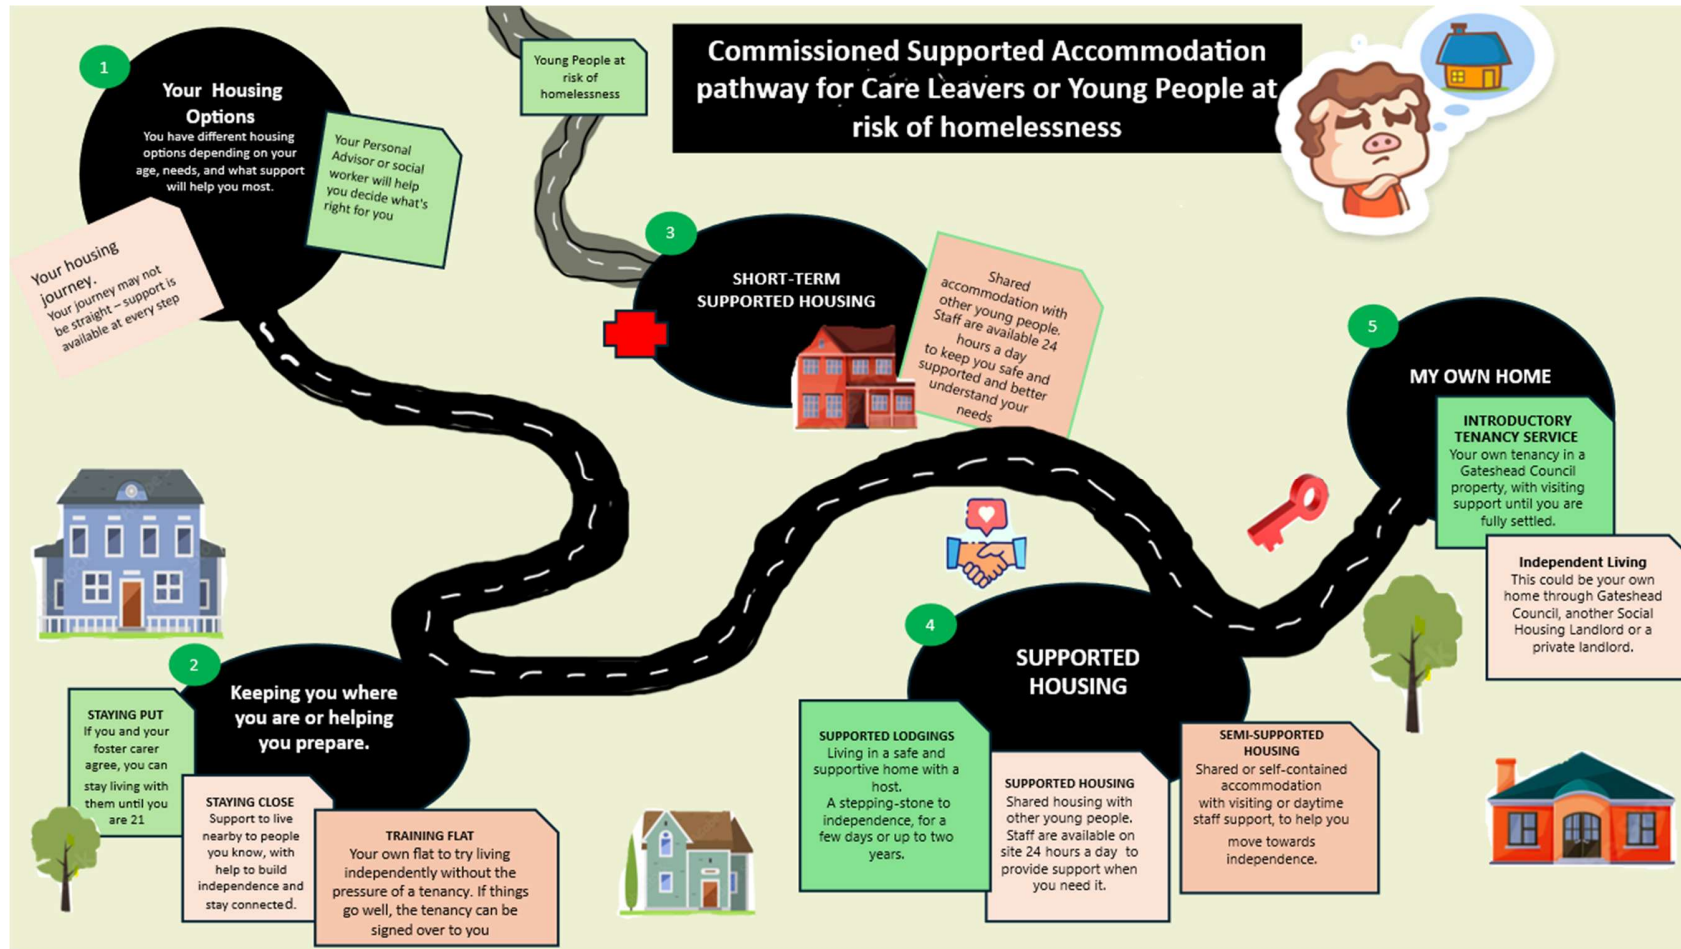 Commissioned Supported Accommodation
pathway for Care Leavers or Young People at
risk of homelessness
1
Your Housing
Options
You have different housing
options depending on your
age, needs, and what support
will help you most.
Your Personal
Advisor or social
worker will help
you decide what's
right for you
Your housing
journey.
Your journey may not
be straight – support is
available at every step
Young People at
risk of
homelessness
3
SHORT-TERM
SUPPORTED HOUSING
Shared
accommodation with
other young people.
Staff are available 24
hours a day
to keep you safe and
supported and better
understand your
needs
5
MY OWN HOME
INTRODUCTORY
TENANCY SERVICE
Your own tenancy in a
Gateshead Council
property, with visiting
support until you are
fully settled.
Independent Living
This could be your own
home through Gateshead
Council, another Social
Housing Landlord or a
private landlord.
2
Keeping you where
you are or helping
you prepare.
STAYING PUT
If you and your
foster carer
agree, you can
stay living with
them until you
are 21
STAYING CLOSE
Support to live
nearby to people
you know, with
help to build
independence and
stay connected.
TRAINING FLAT
Your own flat to try living
independently without the
pressure of a tenancy. If things
go well, the tenancy can be
signed over to you
4
SUPPORTED
HOUSING
SUPPORTED LODGINGS
Living in a safe and
supportive home with a
host.
A stepping-stone to
independence, for a
few days or up to two
years.
SUPPORTED HOUSING
Shared housing with
other young people.
Staff are available on
site 24 hours a day to
provide support when
you need it.
SEMI-SUPPORTED
HOUSING
Shared or self-contained
accommodation
with visiting or daytime
staff support, to help you
move towards
independence.